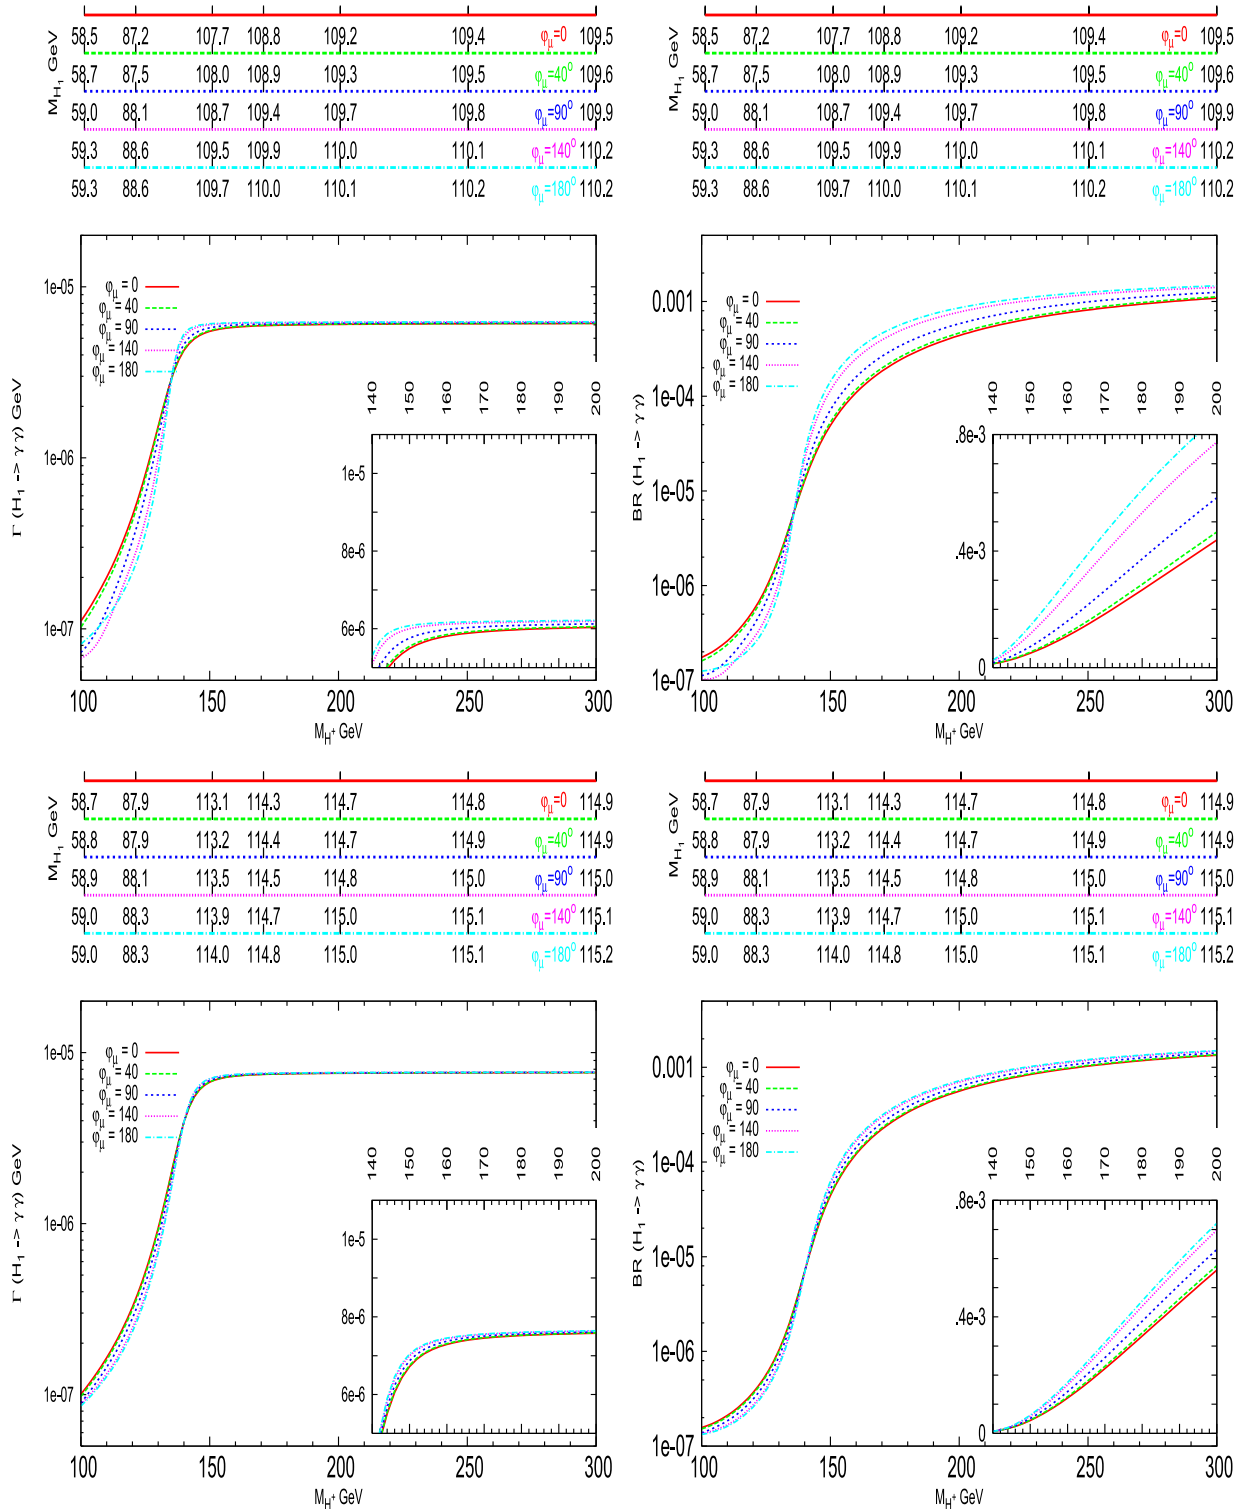 58.5 87.2 107.7 108.8 109.2 109.4 φμ=0 109.5
58.7 87.5 108.0 108.9 109.3 109.5 φμ=40⁰ 109.6
59.0 88.1 108.7 109.4 109.7 109.8 φμ=90⁰ 109.9
59.3 88.6 109.5 109.9 110.0 110.1 φμ=140⁰ 110.2
59.3 88.6 109.7 110.0 110.1 110.2 φμ=180⁰ 110.2
M_H₁ GeV
58.5 87.2 107.7 108.8 109.2 109.4 φμ=0 109.5
58.7 87.5 108.0 108.9 109.3 109.5 φμ=40⁰ 109.6
59.0 88.1 108.7 109.4 109.7 109.8 φμ=90⁰ 109.9
59.3 88.6 109.5 109.9 110.0 110.1 φμ=140⁰ 110.2
59.3 88.6 109.7 110.0 110.1 110.2 φμ=180⁰ 110.2
M_H₁ GeV
Γ (H₁ -> γγ) GeV
1e-05
1e-06
1e-07
φμ = 0
φμ = 40
φμ = 90
φμ = 140
φμ = 180
140 150 160 170 180 190 200
1e-5
8e-6
6e-6
100 150 200 250 300
M_H⁺ GeV
BR (H₁ -> γγ)
0.001
1e-04
1e-05
1e-06
1e-07
φμ = 0
φμ = 40
φμ = 90
φμ = 140
φμ = 180
140 150 160 170 180 190 200
.8e-3
.4e-3
0
100 150 200 250 300
M_H⁺ GeV
58.7 87.9 113.1 114.3 114.7 114.8 φμ=0 114.9
58.8 87.9 113.2 114.4 114.7 114.9 φμ=40⁰ 114.9
58.9 88.1 113.5 114.5 114.8 115.0 φμ=90⁰ 115.0
59.0 88.3 113.9 114.7 115.0 115.1 φμ=140⁰ 115.1
59.0 88.3 114.0 114.8 115.0 115.1 φμ=180⁰ 115.2
M_H₁ GeV
58.7 87.9 113.1 114.3 114.7 114.8 φμ=0 114.9
58.8 87.9 113.2 114.4 114.7 114.9 φμ=40⁰ 114.9
58.9 88.1 113.5 114.5 114.8 115.0 φμ=90⁰ 115.0
59.0 88.3 113.9 114.7 115.0 115.1 φμ=140⁰ 115.1
59.0 88.3 114.0 114.8 115.0 115.1 φμ=180⁰ 115.2
M_H₁ GeV
Γ (H₁ -> γγ) GeV
1e-05
1e-06
1e-07
φμ = 0
φμ = 40
φμ = 90
φμ = 140
φμ = 180
140 150 160 170 180 190 200
1e-5
8e-6
6e-6
100 150 200 250 300
M_H⁺ GeV
BR (H₁ -> γγ)
0.001
1e-04
1e-05
1e-06
1e-07
φμ = 0
φμ = 40
φμ = 90
φμ = 140
φμ = 180
140 150 160 170 180 190 200
.8e-3
.4e-3
0
100 150 200 250 300
M_H⁺ GeV